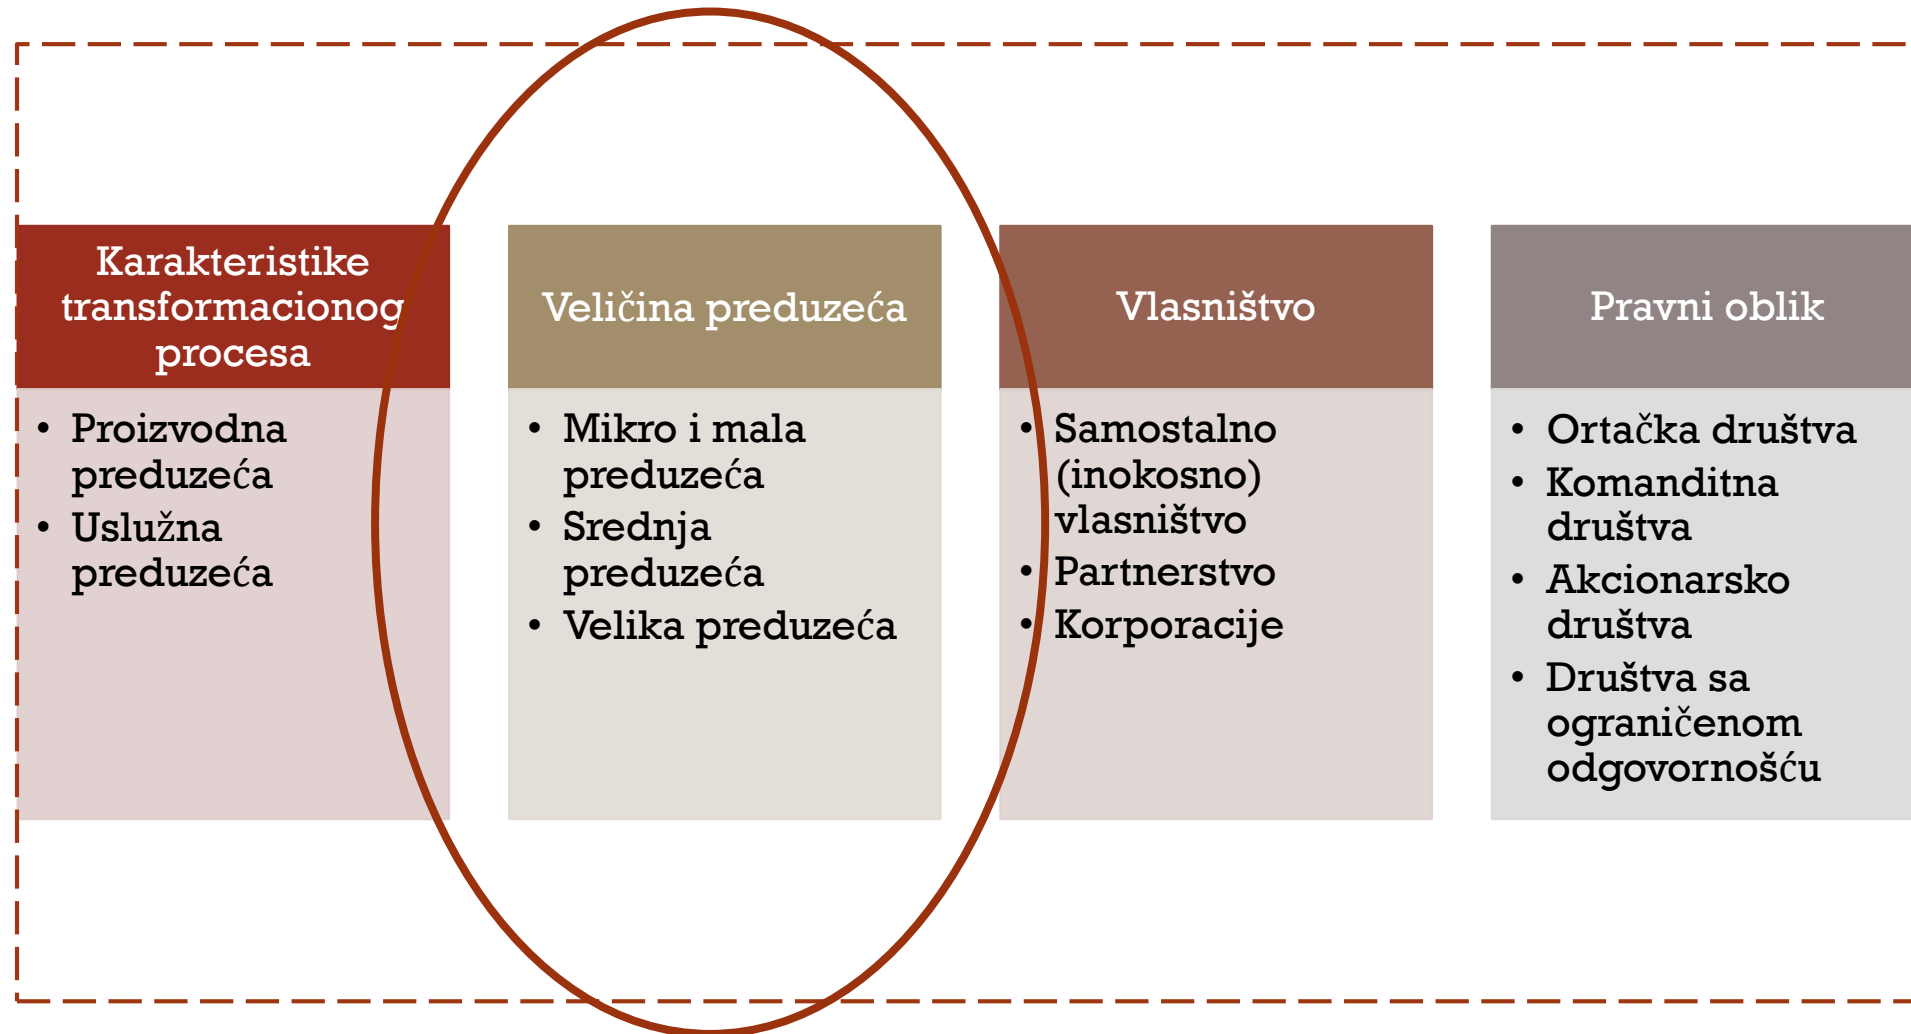 Karakteristike
transformacionog
procesa
• Proizvodna
preduzeća
• Uslužna
preduzeća
Veličina preduzeća
• Mikro i mala
preduzeća
• Srednja
preduzeća
• Velika preduzeća
Vlasništvo
• Samostalno
(inokosno)
vlasništvo
• Partnerstvo
• Korporacije
Pravni oblik
• Ortačka društva
• Komanditna
društva
• Akcionarsko
društva
• Društva sa
ograničenom
odgovornošću